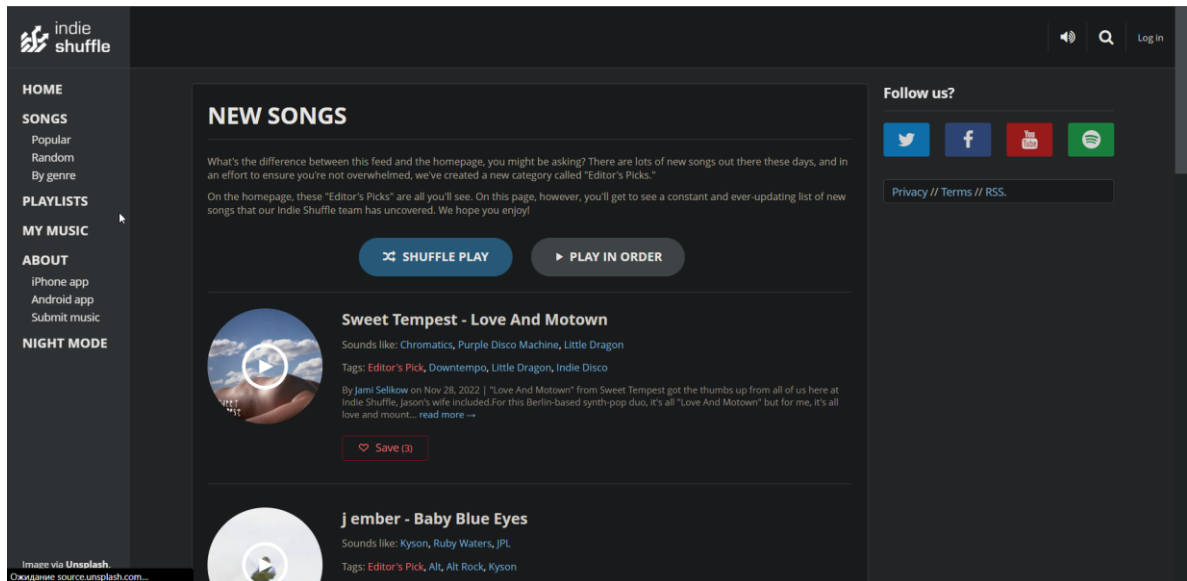 indie
shuffle
Log in
HOME
SONGS
Popular
Random
By genre
PLAYLISTS
MY MUSIC
ABOUT
iPhone app
Android app
Submit music
NIGHT MODE
Image via Unsplash.
Ожидание source.unsplash.com...
NEW SONGS
What's the difference between this feed and the homepage, you might be asking? There are lots of new songs out there these days, and in
an effort to ensure you're not overwhelmed, we've created a new category called "Editor's Picks."
On the homepage, these "Editor's Picks" are all you'll see. On this page, however, you'll get to see a constant and ever-updating list of new
songs that our Indie Shuffle team has uncovered. We hope you enjoy!
SHUFFLE PLAY
PLAY IN ORDER
SWEET
TEMPEST
Sweet Tempest - Love And Motown
Sounds like: Chromatics, Purple Disco Machine, Little Dragon
Tags: Editor's Pick, Downtempo, Little Dragon, Indie Disco
By Jami Selikow on Nov 28, 2022 | "Love And Motown" from Sweet Tempest got the thumbs up from all of us here at
Indie Shuffle, Jason's wife included.For this Berlin-based synth-pop duo, it's all "Love And Motown" but for me, it's all
love and mount... read more →
Save (3)
j ember - Baby Blue Eyes
Sounds like: Kyson, Ruby Waters, JPL
Tags: Editor's Pick, Alt, Alt Rock, Kyson
Follow us?
You
Tube
Privacy // Terms // RSS.